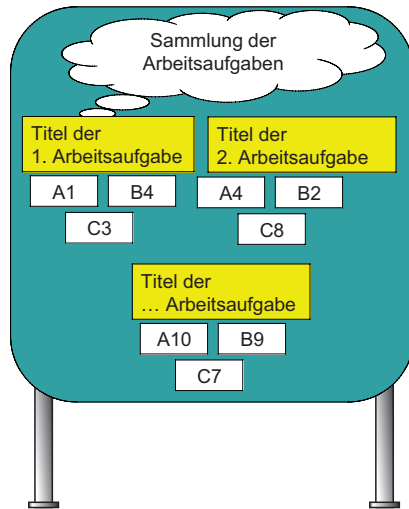 Sammlung der
Arbeitsaufgaben
Titel der
1. Arbeitsaufgabe
A1
B4
C3
Titel der
2. Arbeitsaufgabe
A4
B2
C8
Titel der
... Arbeitsaufgabe
A10
B9
C7